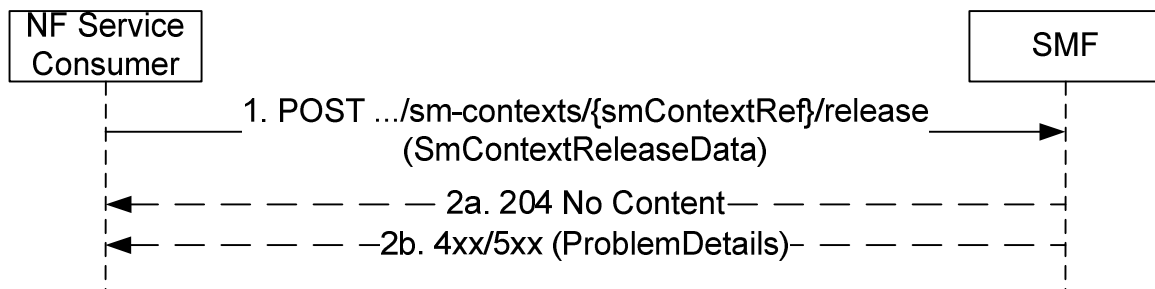 NF Service
Consumer
SMF
1. POST .../sm-contexts/{smContextRef}/release
(SmContextReleaseData)
2a. 204 No Content
2b. 4xx/5xx (ProblemDetails)